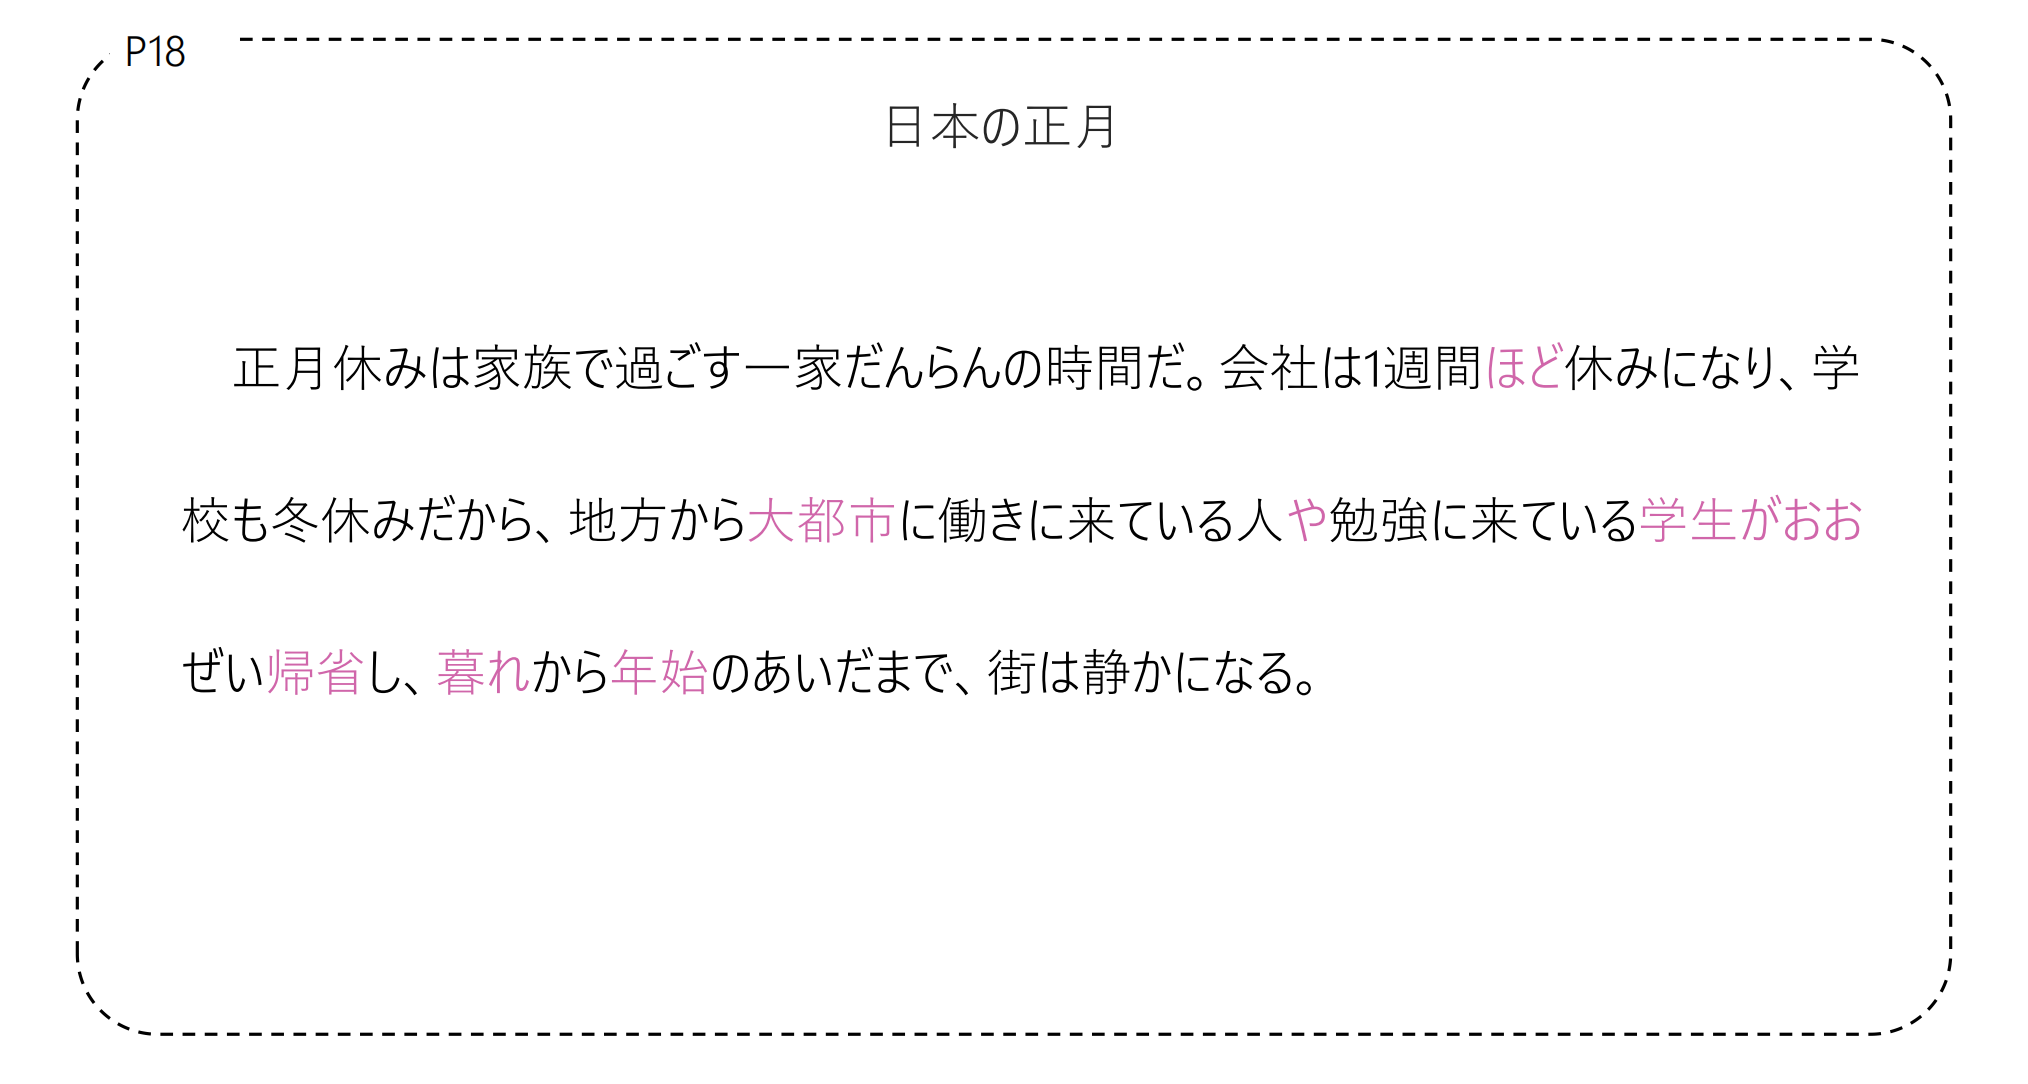 P18
日本の正月
正月休みは家族で過ごす一家だんらんの時間だ。会社は1週間ほど休みになり、学
校も冬休みだから、地方から大都市に働きに来ている人や勉強に来ている学生がおお
ぜい帰省し、暮れから年始のあいだまで、街は静かになる。